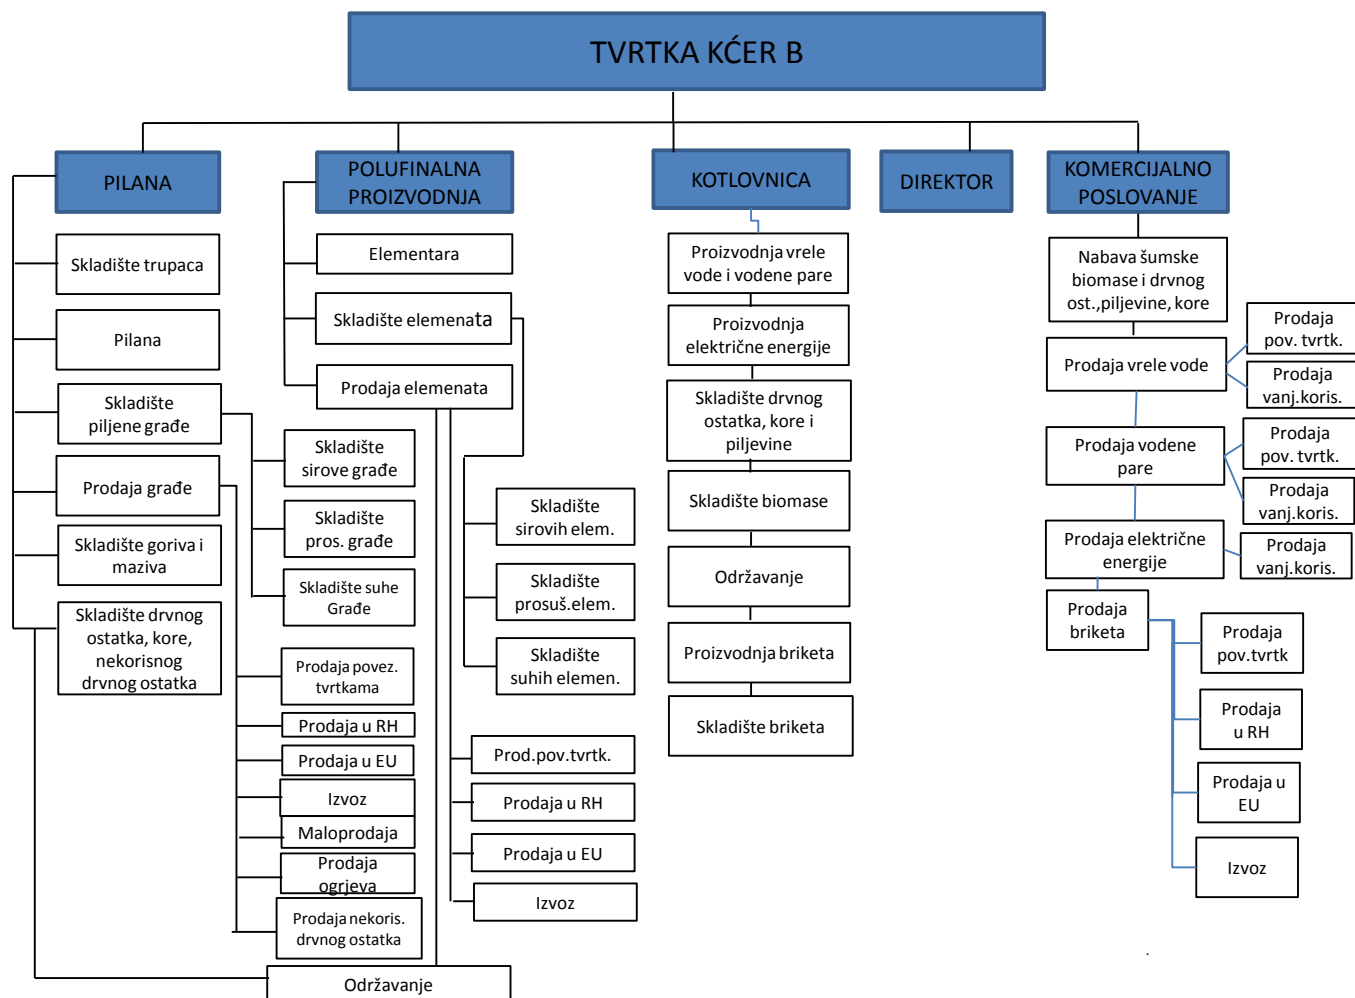 TVRTKA KĆER B
PILANA
POLUFINALNA
PROIZVODNJA
KOTLOVNICA
DIREKTOR
KOMERCIJALNO
POSLOVANJE
Skladište trupaca
Pilana
Skladište
piljene građe
Prodaja građe
Skladište goriva i
maziva
Skladište drvnog
ostatka, kore,
nekorisnog
drvnog ostatka
Skladište
sirove građe
Skladište
pros. građe
Skladište suhe
Građe
Prodaja povez.
tvrtkama
Prodaja u RH
Prodaja u EU
Izvoz
Maloprodaja
Prodaja
ogrjeva
Prodaja nekoris.
drvnog ostatka
Održavanje
Elementara
Skladište elemenata
Prodaja elemenata
Skladište
sirovih elem.
Skladište
prosuš.elem.
Skladište
suhih elemen.
Prod.pov.tvrtk.
Prodaja u RH
Prodaja u EU
Izvoz
Proizvodnja vrele
vode i vodene pare
Proizvodnja
električne energije
Skladište drvnog
ostatka, kore i
piljevine
Skladište biomase
Održavanje
Proizvodnja briketa
Skladište briketa
Nabava šumske
biomase i drvnog
ost.,piljevine, kore
Prodaja vrele vode
Prodaja
pov. tvrtk.
Prodaja
vanj.koris.
Prodaja vodene
pare
Prodaja
pov. tvrtk.
Prodaja
vanj.koris.
Prodaja električne
energije
Prodaja
vanj.koris.
Prodaja
briketa
Prodaja
pov.tvrtk
Prodaja
u RH
Prodaja u
EU
Izvoz
.